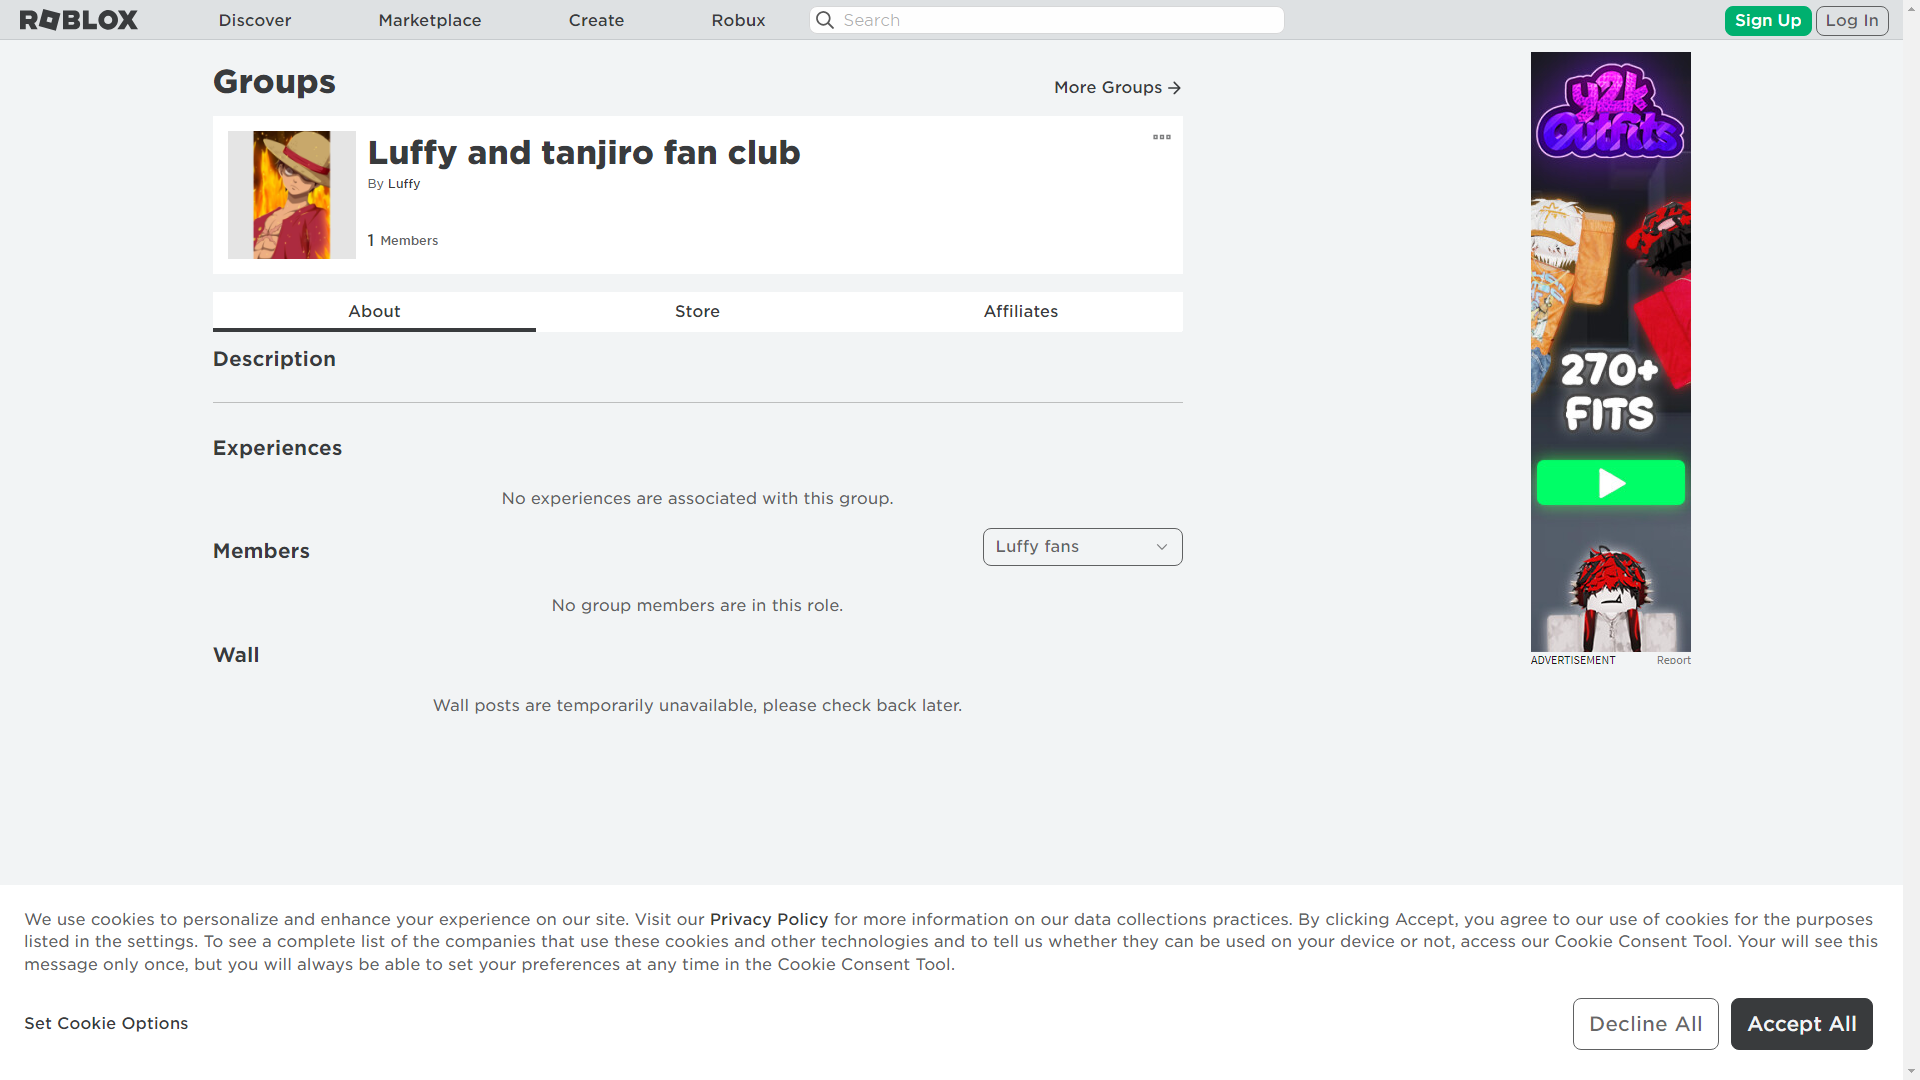 ROBLOX
Discover
Marketplace
Create
Robux
Search
Sign Up
Log In
Groups
More Groups
Luffy and tanjiro fan club
By Luffy
1 Members
About
Store
Affiliates
Description
Experiences
No experiences are associated with this group.
Members
Luffy fans
No group members are in this role.
Wall
Wall posts are temporarily unavailable, please check back later.
y2k
Outfits
270+
FITS
ADVERTISEMENT
Report
We use cookies to personalize and enhance your experience on our site. Visit our Privacy Policy for more information on our data collections practices. By clicking Accept, you agree to our use of cookies for the purposes
listed in the settings. To see a complete list of the companies that use these cookies and other technologies and to tell us whether they can be used on your device or not, access our Cookie Consent Tool. Your will see this
message only once, but you will always be able to set your preferences at any time in the Cookie Consent Tool.
Set Cookie Options
Decline All
Accept All